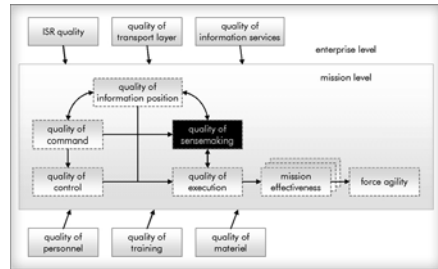 ISR quality
quality of
transport layer
quality of
information services
enterprise level
mission level
quality of
information position
quality of
command
quality of
sensemaking
quality of
control
quality of
execution
mission
effectiveness
force agility
quality of
personnel
quality of
training
quality of
materiel